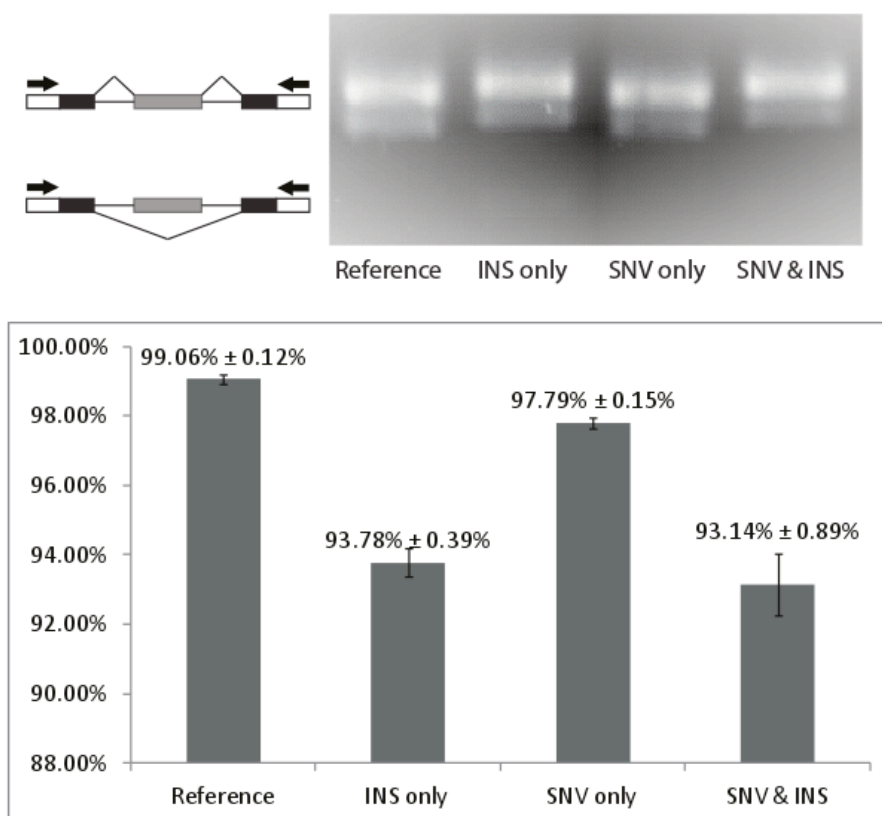 Reference INS only SNV only SNV & INS
100.00%
99.06% ± 0.12%
98.00%
97.79% ± 0.15%
96.00%
94.00%
93.78% ± 0.39%
93.14% ± 0.89%
92.00%
90.00%
88.00%
Reference INS only SNV only SNV & INS